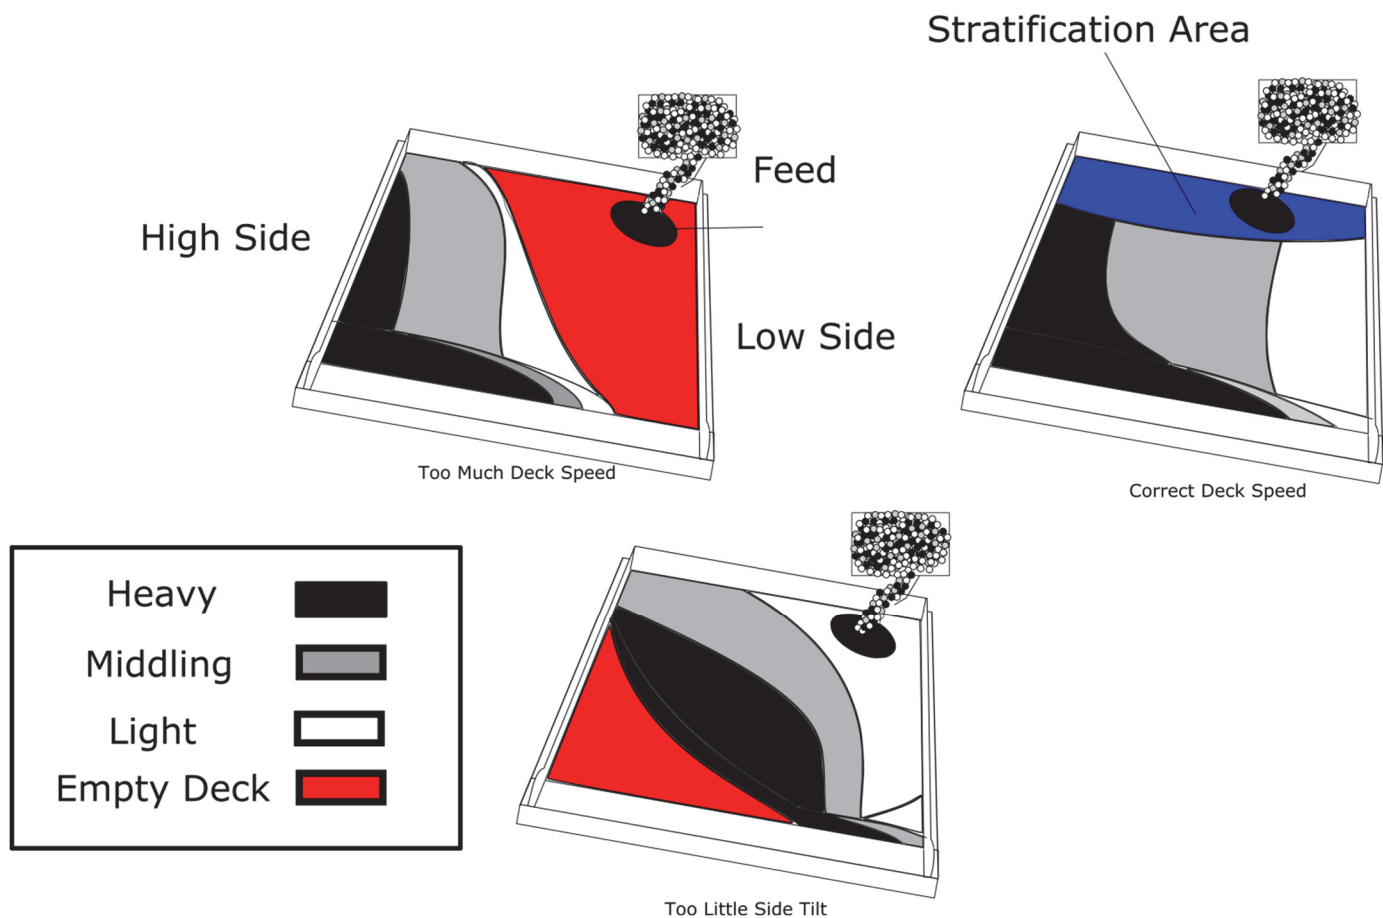 Stratification Area
Feed
High Side
Low Side
Too Much Deck Speed
Correct Deck Speed
Heavy
Middling
Light
Empty Deck
Too Little Side Tilt